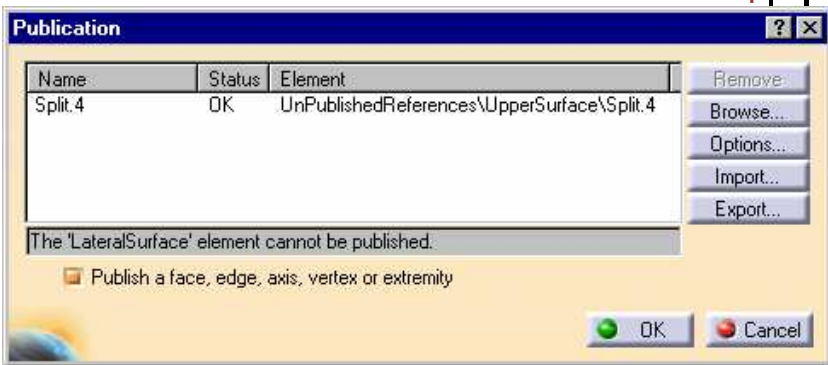 Publication
Name Status Element
Split.4 OK UnPublishedReferences\UpperSurface\Split.4
Remove
Browse...
Options...
Import...
Export...
The 'LateralSurface' element cannot be published.
Publish a face, edge, axis, vertex or extremity
OK Cancel